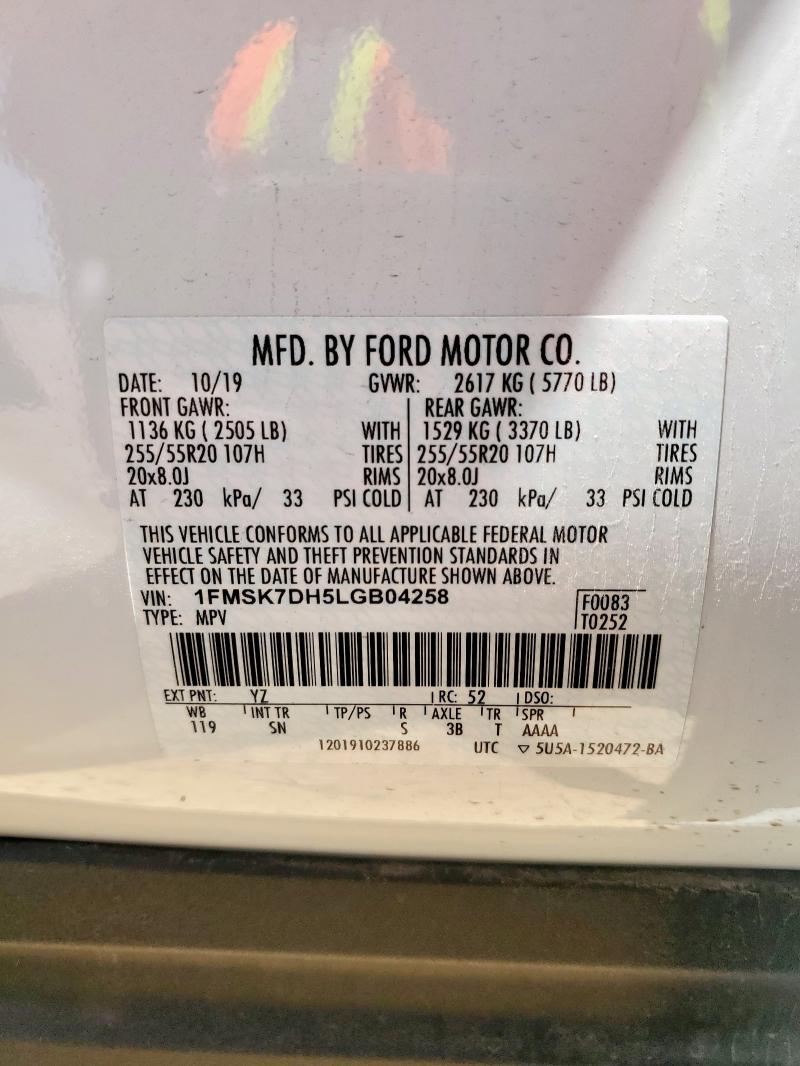 MFD. BY FORD MOTOR CO.
DATE: 10/19 GVWR: 2617 KG ( 5770 LB)
FRONT GAWR: REAR GAWR:
1136 KG ( 2505 LB) WITH 1529 KG ( 3370 LB) WITH
255/55R20 107H TIRES 255/55R20 107H TIRES
20x8.0J RIMS 20x8.0J RIMS
AT 230 kPa/ 33 PSI COLD AT 230 kPa/ 33 PSI COLD
THIS VEHICLE CONFORMS TO ALL APPLICABLE FEDERAL MOTOR
VEHICLE SAFETY AND THEFT PREVENTION STANDARDS IN
EFFECT ON THE DATE OF MANUFACTURE SHOWN ABOVE.
VIN: 1FMSK7DH5LGB04258 F0083
TYPE: MPV T0252
EXT PNT: YZ RC: 52 DSO:
WB INT TR TP/PS R AXLE TR SPR
119 SN S 3B T AAAA
1201910237886 UTC ▽ 5U5A-1520472-BA